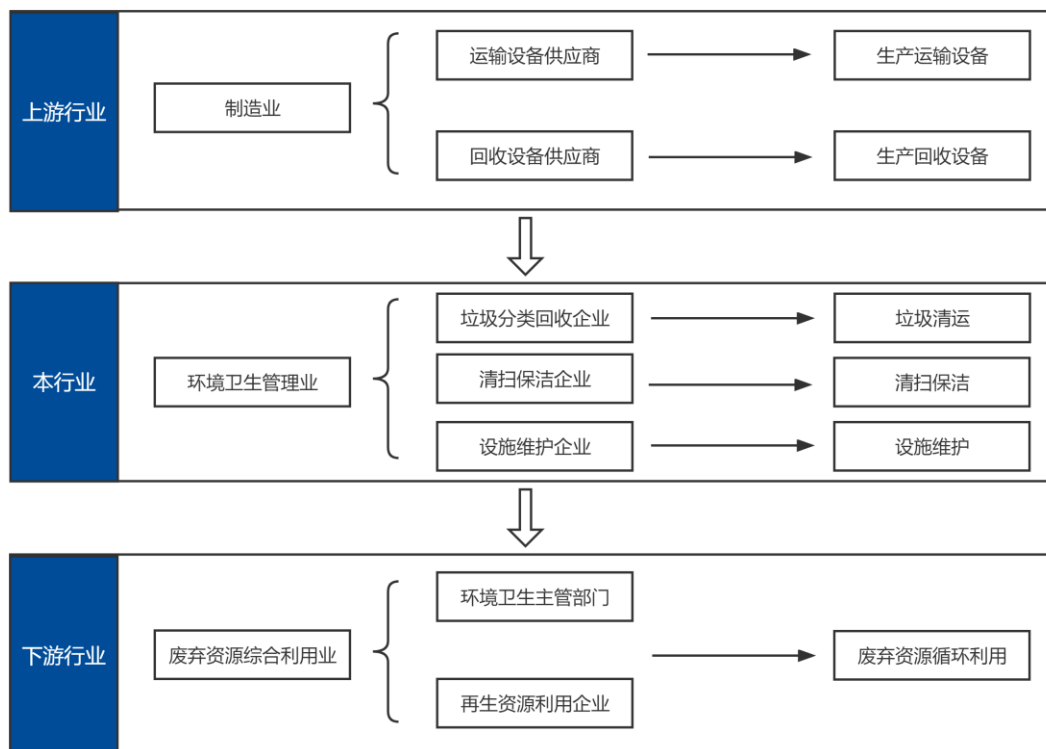 上游行业
制造业
运输设备供应商
生产运输设备
回收设备供应商
生产回收设备
本行业
环境卫生管理业
垃圾分类回收企业
垃圾清运
清扫保洁企业
清扫保洁
设施维护企业
设施维护
下游行业
废弃资源综合利用业
环境卫生主管部门
再生资源利用企业
废弃资源循环利用